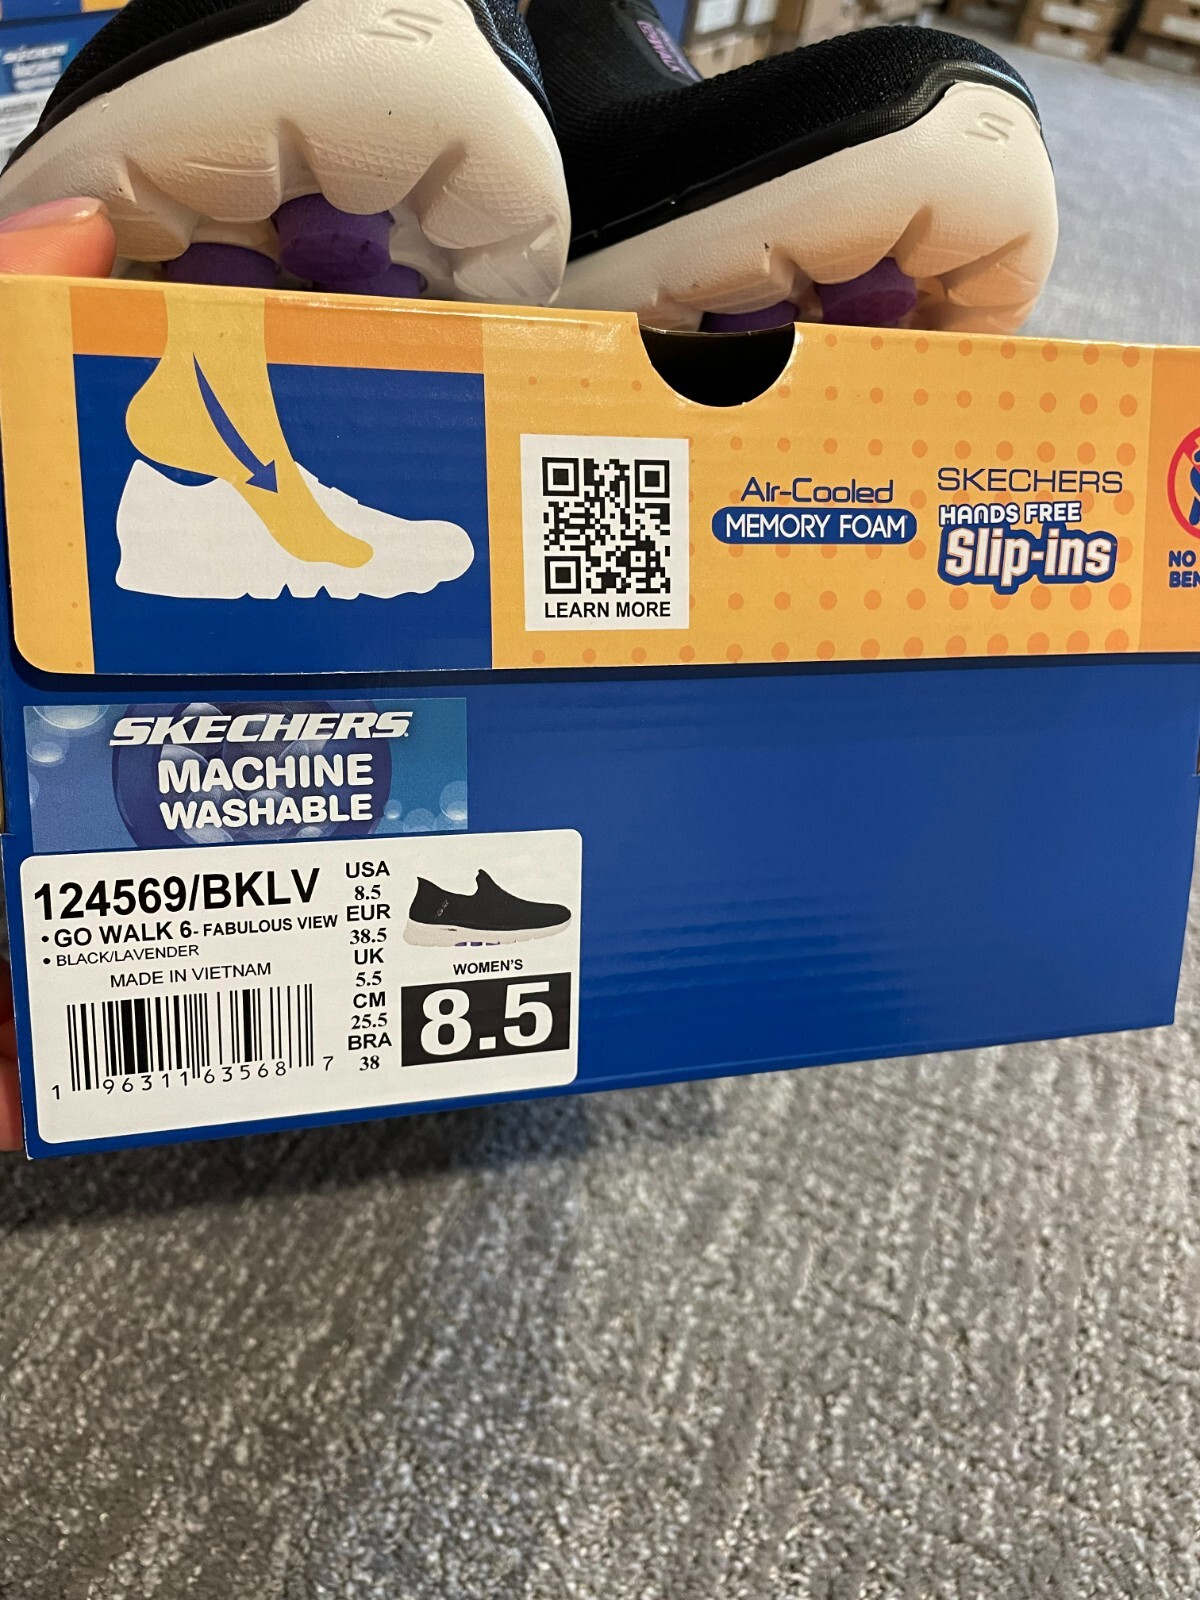 Air-Cooled
MEMORY FOAM
SKECHERS
HANDS FREE
Slip-ins
NO
BEN
LEARN MORE
SKECHERS
MACHINE
WASHABLE
124569/BKLV
• GO WALK 6- FABULOUS VIEW
• BLACK/LAVENDER
MADE IN VIETNAM
1 96311 63568 7
USA
8.5
EUR
38.5
UK
5.5
CM
25.5
BRA
38
WOMEN'S
8.5